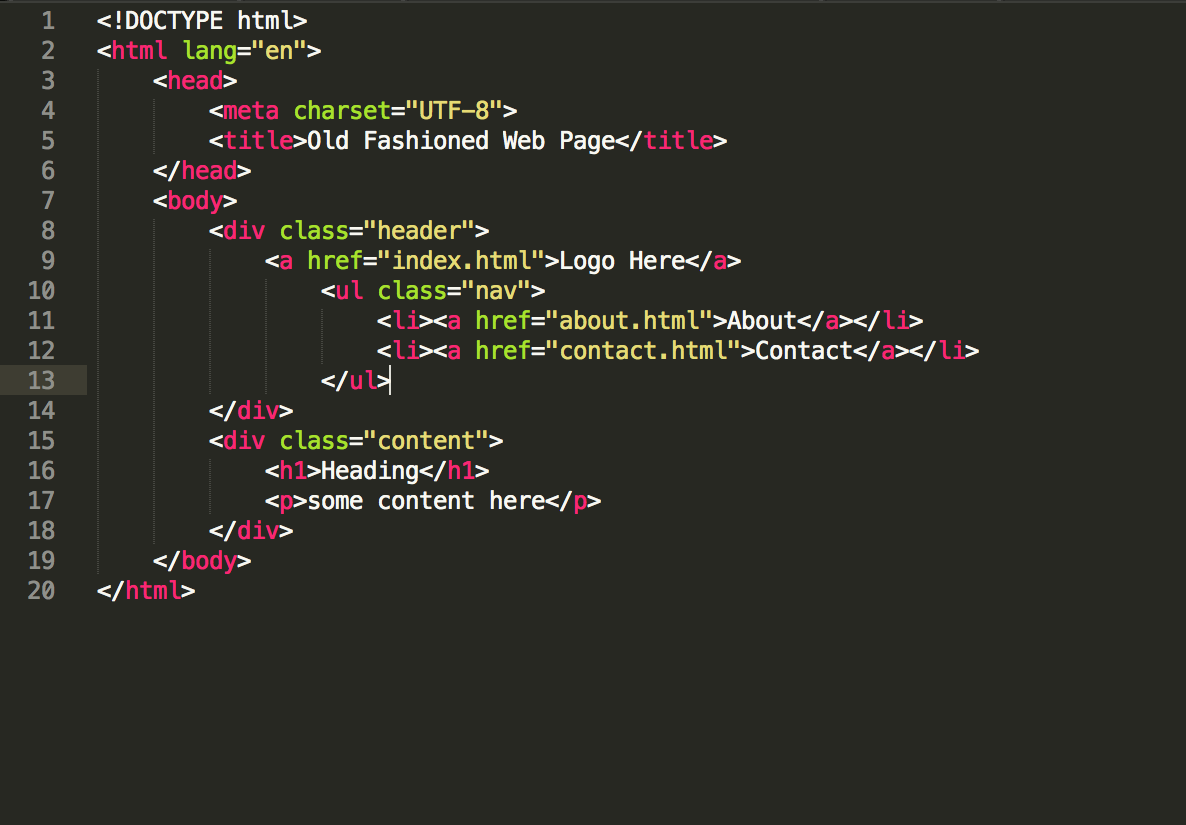 1 <!DOCTYPE html>
2 <html lang="en">
3     <head>
4         <meta charset="UTF-8">
5         <title>Old Fashioned Web Page</title>
6     </head>
7     <body>
8         <div class="header">
9             <a href="index.html">Logo Here</a>
10                 <ul class="nav">
11                     <li><a href="about.html">About</a></li>
12                     <li><a href="contact.html">Contact</a></li>
13                 </ul>
14         </div>
15         <div class="content">
16             <h1>Heading</h1>
17             <p>some content here</p>
18         </div>
19     </body>
20 </html>